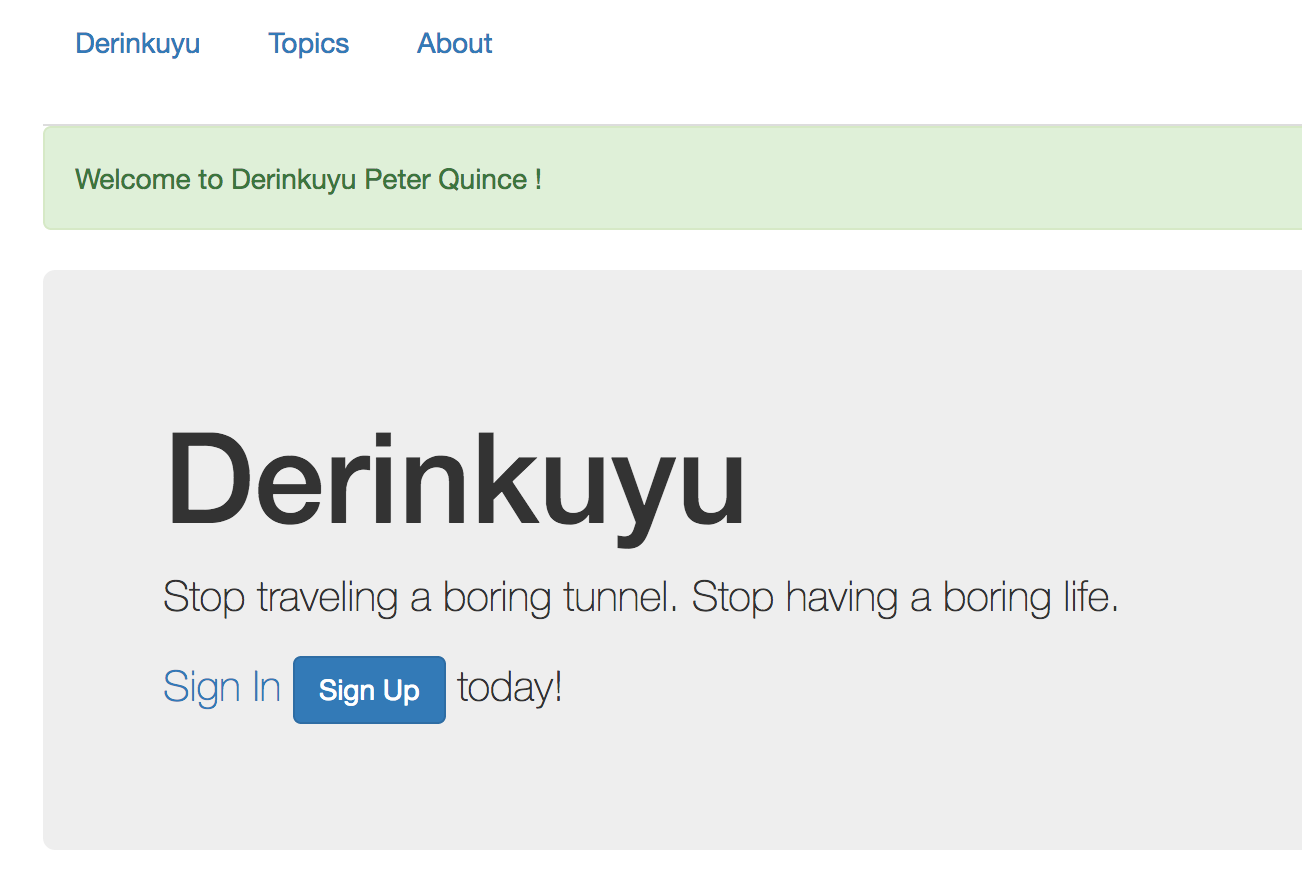 Derinkuyu Topics About
Welcome to Derinkuyu Peter Quince !
Derinkuyu
Stop traveling a boring tunnel. Stop having a boring life.
Sign In Sign Up today!